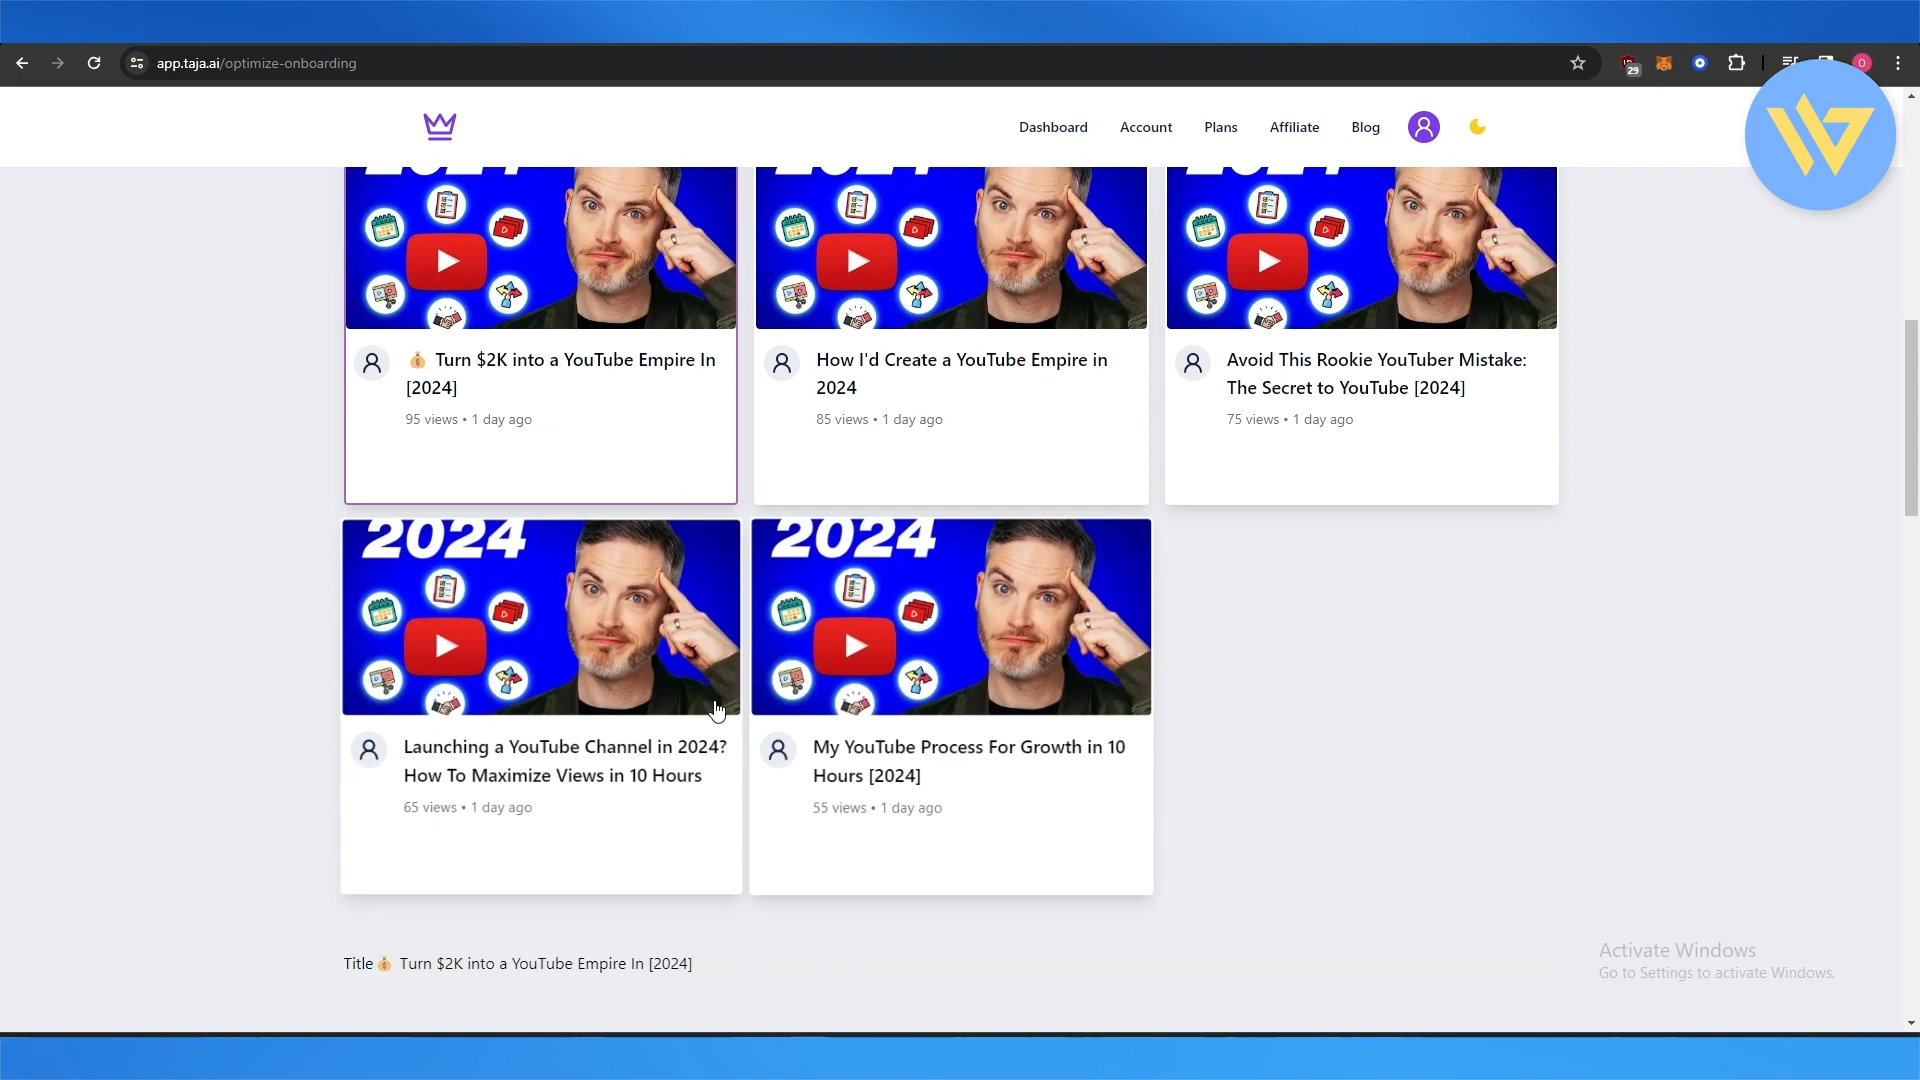 app.taja.ai/optimize-onboarding
29
O
Dashboard Account Plans Affiliate Blog
💰 Turn $2K into a YouTube Empire In
[2024]
95 views • 1 day ago
How I'd Create a YouTube Empire in
2024
85 views • 1 day ago
Avoid This Rookie YouTuber Mistake:
The Secret to YouTube [2024]
75 views • 1 day ago
2024
2024
Launching a YouTube Channel in 2024?
How To Maximize Views in 10 Hours
65 views • 1 day ago
My YouTube Process For Growth in 10
Hours [2024]
55 views • 1 day ago
Title 💰 Turn $2K into a YouTube Empire In [2024]
Activate Windows
Go to Settings to activate Windows.